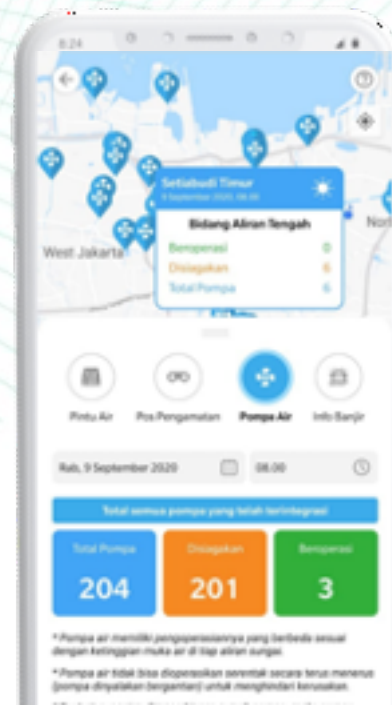 8:24
Setiabudi Timur
9 September 2020, 08.00
Bidang Aliran Tengah
Beroperasi 0
Disiagakan 6
Total Pompa 6
West Jakarta
Pintu Air
Pos Pengamatan
Pompa Air
Info Banjir
Rab, 9 September 2020
08.00
Total semua pompa yang telah terintegrasi
Total Pompa
Disiagakan
Beroperasi
204
201
3
* Pompa air memiliki pengoperasiannya yang berbeda sesuai
dengan ketinggian muka air di tiap aliran sungai.
* Pompa air tidak bisa dioperasikan serentak secara terus menerus
(pompa dinyalakan bergantian) untuk menghindari kerusakan.